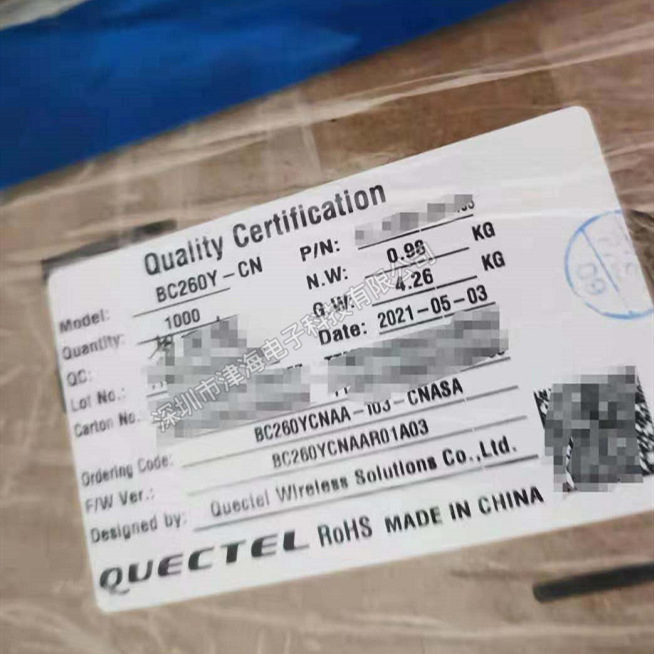 Quality Certification
Model: BC260Y-CN P/N:
Quantity: 1000 N.W: 0.98 KG
QC: G.W: 4.26 KG
Lot No.: Date: 2021-05-03
Carton No.
Ordering Code: BC260YCNAA-I03-CNASA
F/W Ver.: BC260YCNAAR01A03
Designed by: Quectel Wireless Solutions Co.,Ltd.
QUECTEL RoHS MADE IN CHINA
深圳市津海电子科技有限公司